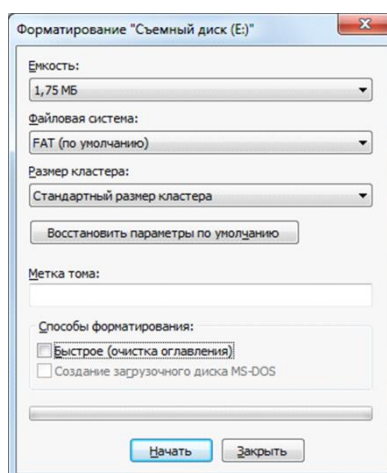 Форматирование "Съемный диск (E:)"
Емкость:
1,75 МБ
Файловая система:
FAT (по умолчанию)
Размер кластера:
Стандартный размер кластера
Восстановить параметры по умолчанию
Метка тома:
Способы форматирования:
Быстрое (очистка оглавления)
Создание загрузочного диска MS-DOS
Начать
Закрыть